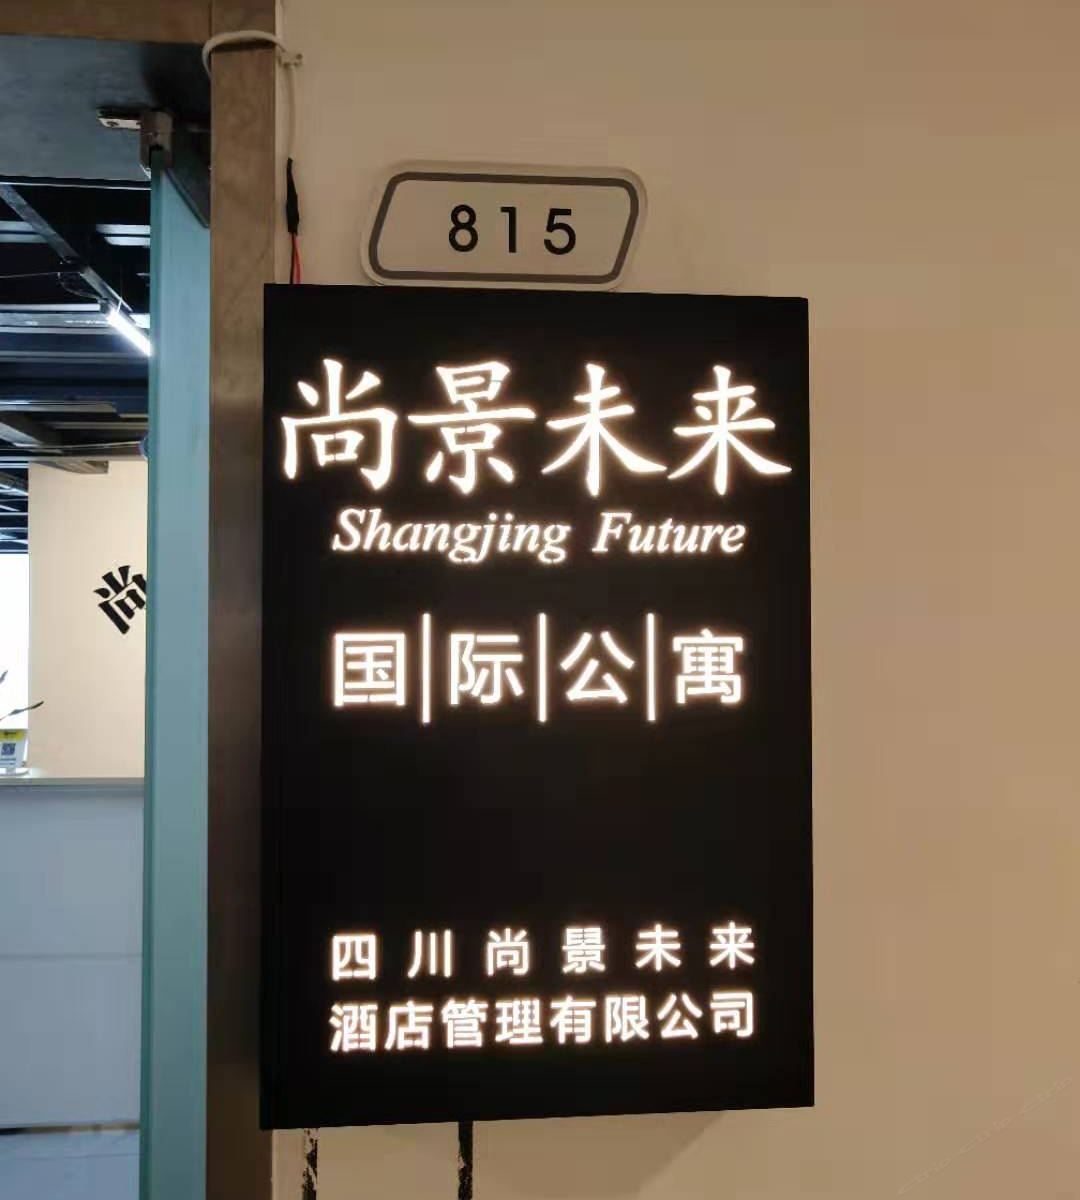 815
尚景未来
Shangjing Future
国|际|公|寓
四川尚景未来
酒店管理有限公司
尚